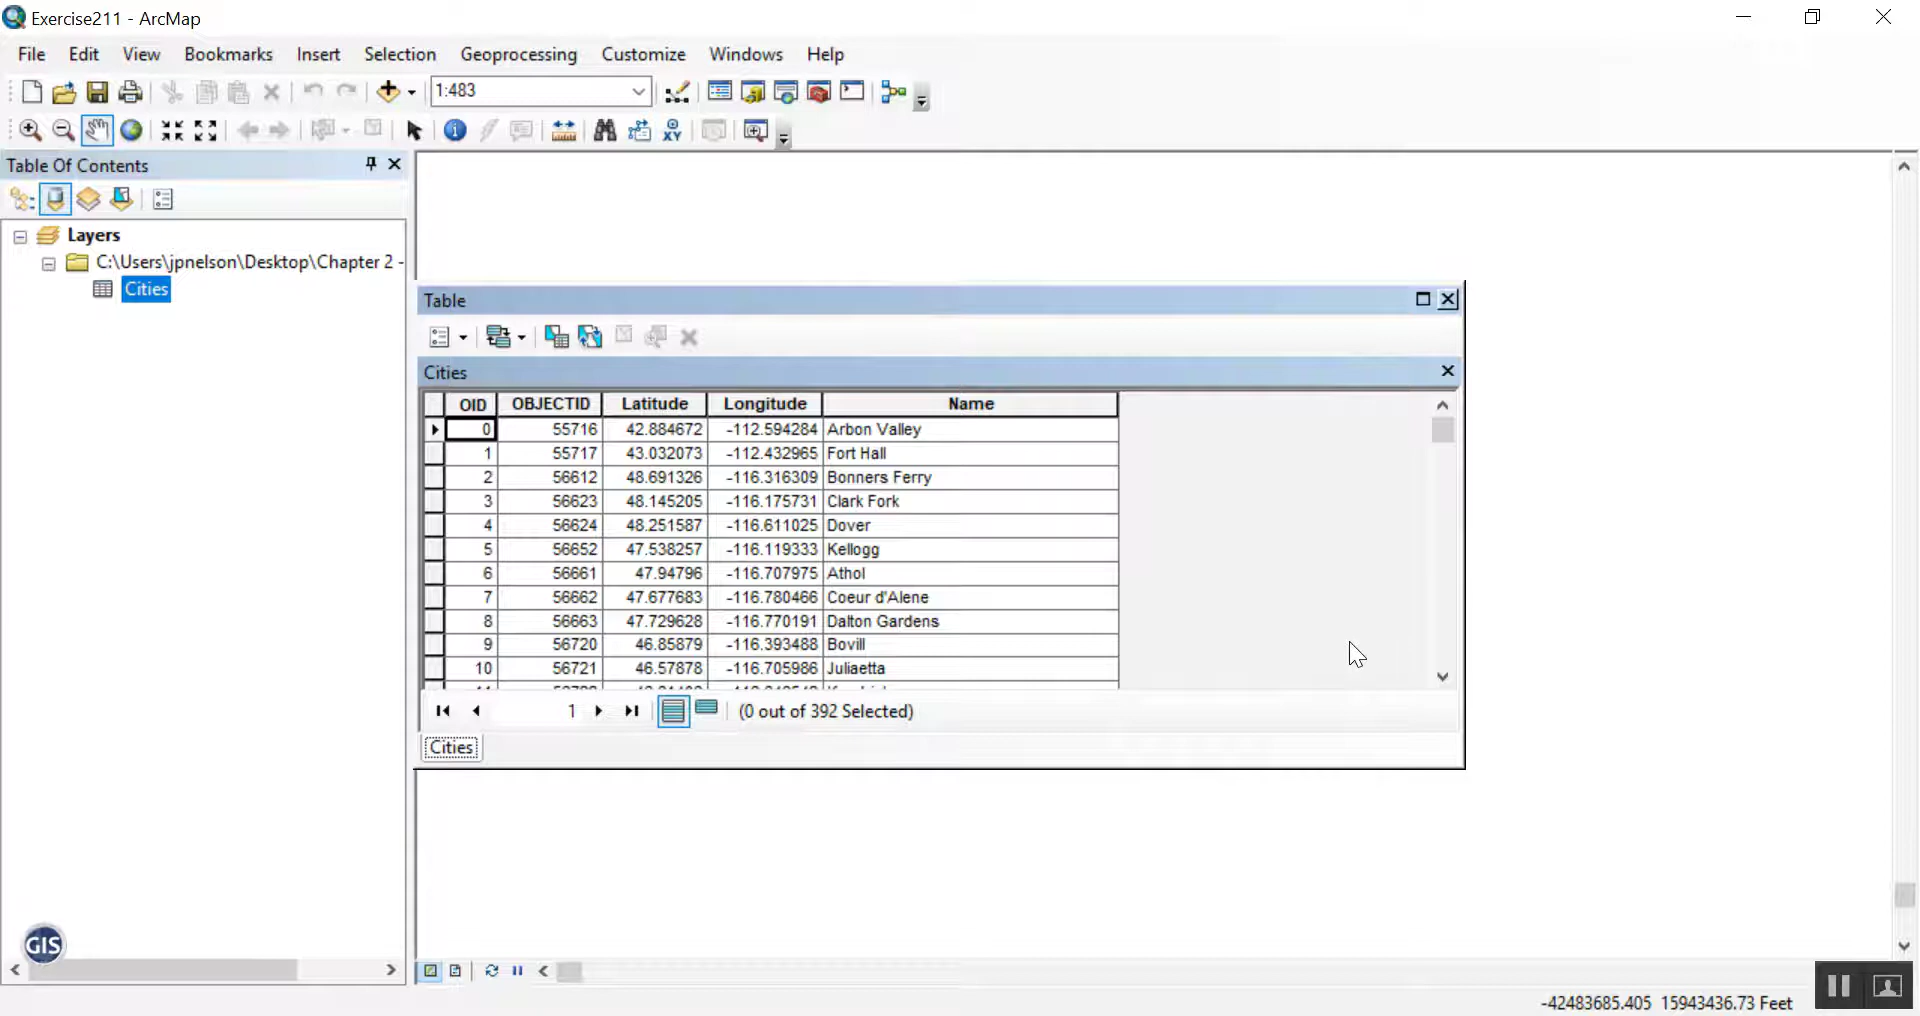 Exercise211 - ArcMap
File Edit View Bookmarks Insert Selection Geoprocessing Customize Windows Help
1:483
XY
Table Of Contents
Layers
C:\Users\jpnelson\Desktop\Chapter 2 -
Cities
Table
Cities
OID OBJECTID Latitude Longitude Name
0 55716 42.884672 -112.594284 Arbon Valley
1 55717 43.032073 -112.432965 Fort Hall
2 56612 48.691326 -116.316309 Bonners Ferry
3 56623 48.145205 -116.175731 Clark Fork
4 56624 48.251587 -116.611025 Dover
5 56652 47.538257 -116.119333 Kellogg
6 56661 47.94796 -116.707975 Athol
7 56662 47.677683 -116.780466 Coeur d'Alene
8 56663 47.729628 -116.770191 Dalton Gardens
9 56720 46.85879 -116.393488 Bovill
10 56721 46.57878 -116.705986 Juliaetta
1 (0 out of 392 Selected)
Cities
GIS
-42483685.405 15943436.73 Feet